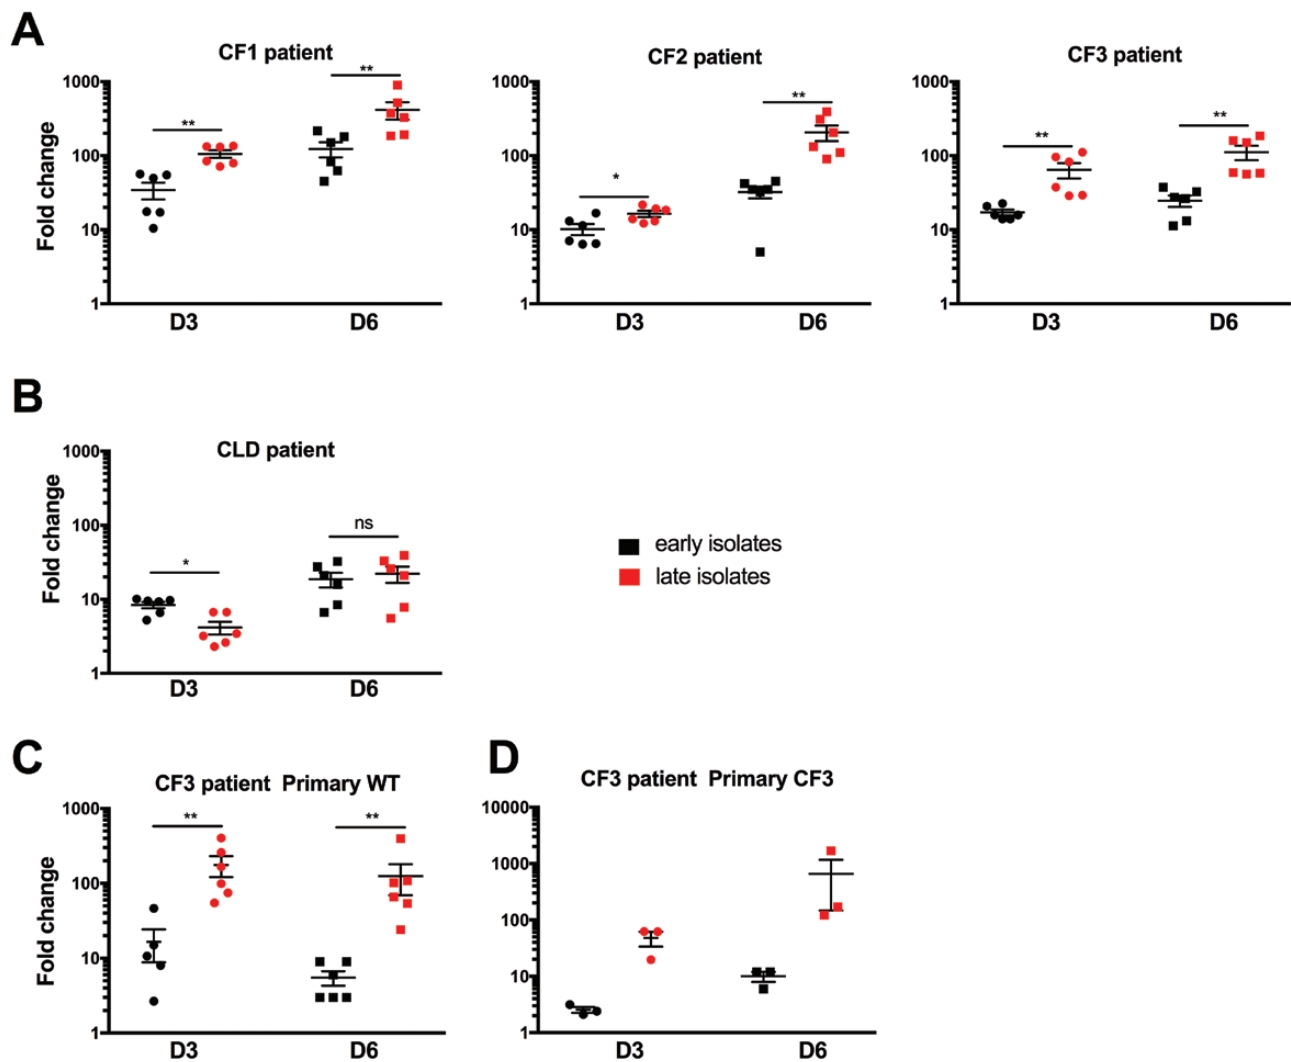 A
CF1 patient
CF2 patient
CF3 patient
Fold change
1000
100
10
1
**
**
D3
D6
1000
100
10
1
*
**
D3
D6
1000
100
10
1
**
**
D3
D6
B
CLD patient
Fold change
1000
100
10
1
*
ns
D3
D6
early isolates
late isolates
C
CF3 patient Primary WT
Fold change
1000
100
10
1
**
**
D3
D6
D
CF3 patient Primary CF3
10000
1000
100
10
1
D3
D6